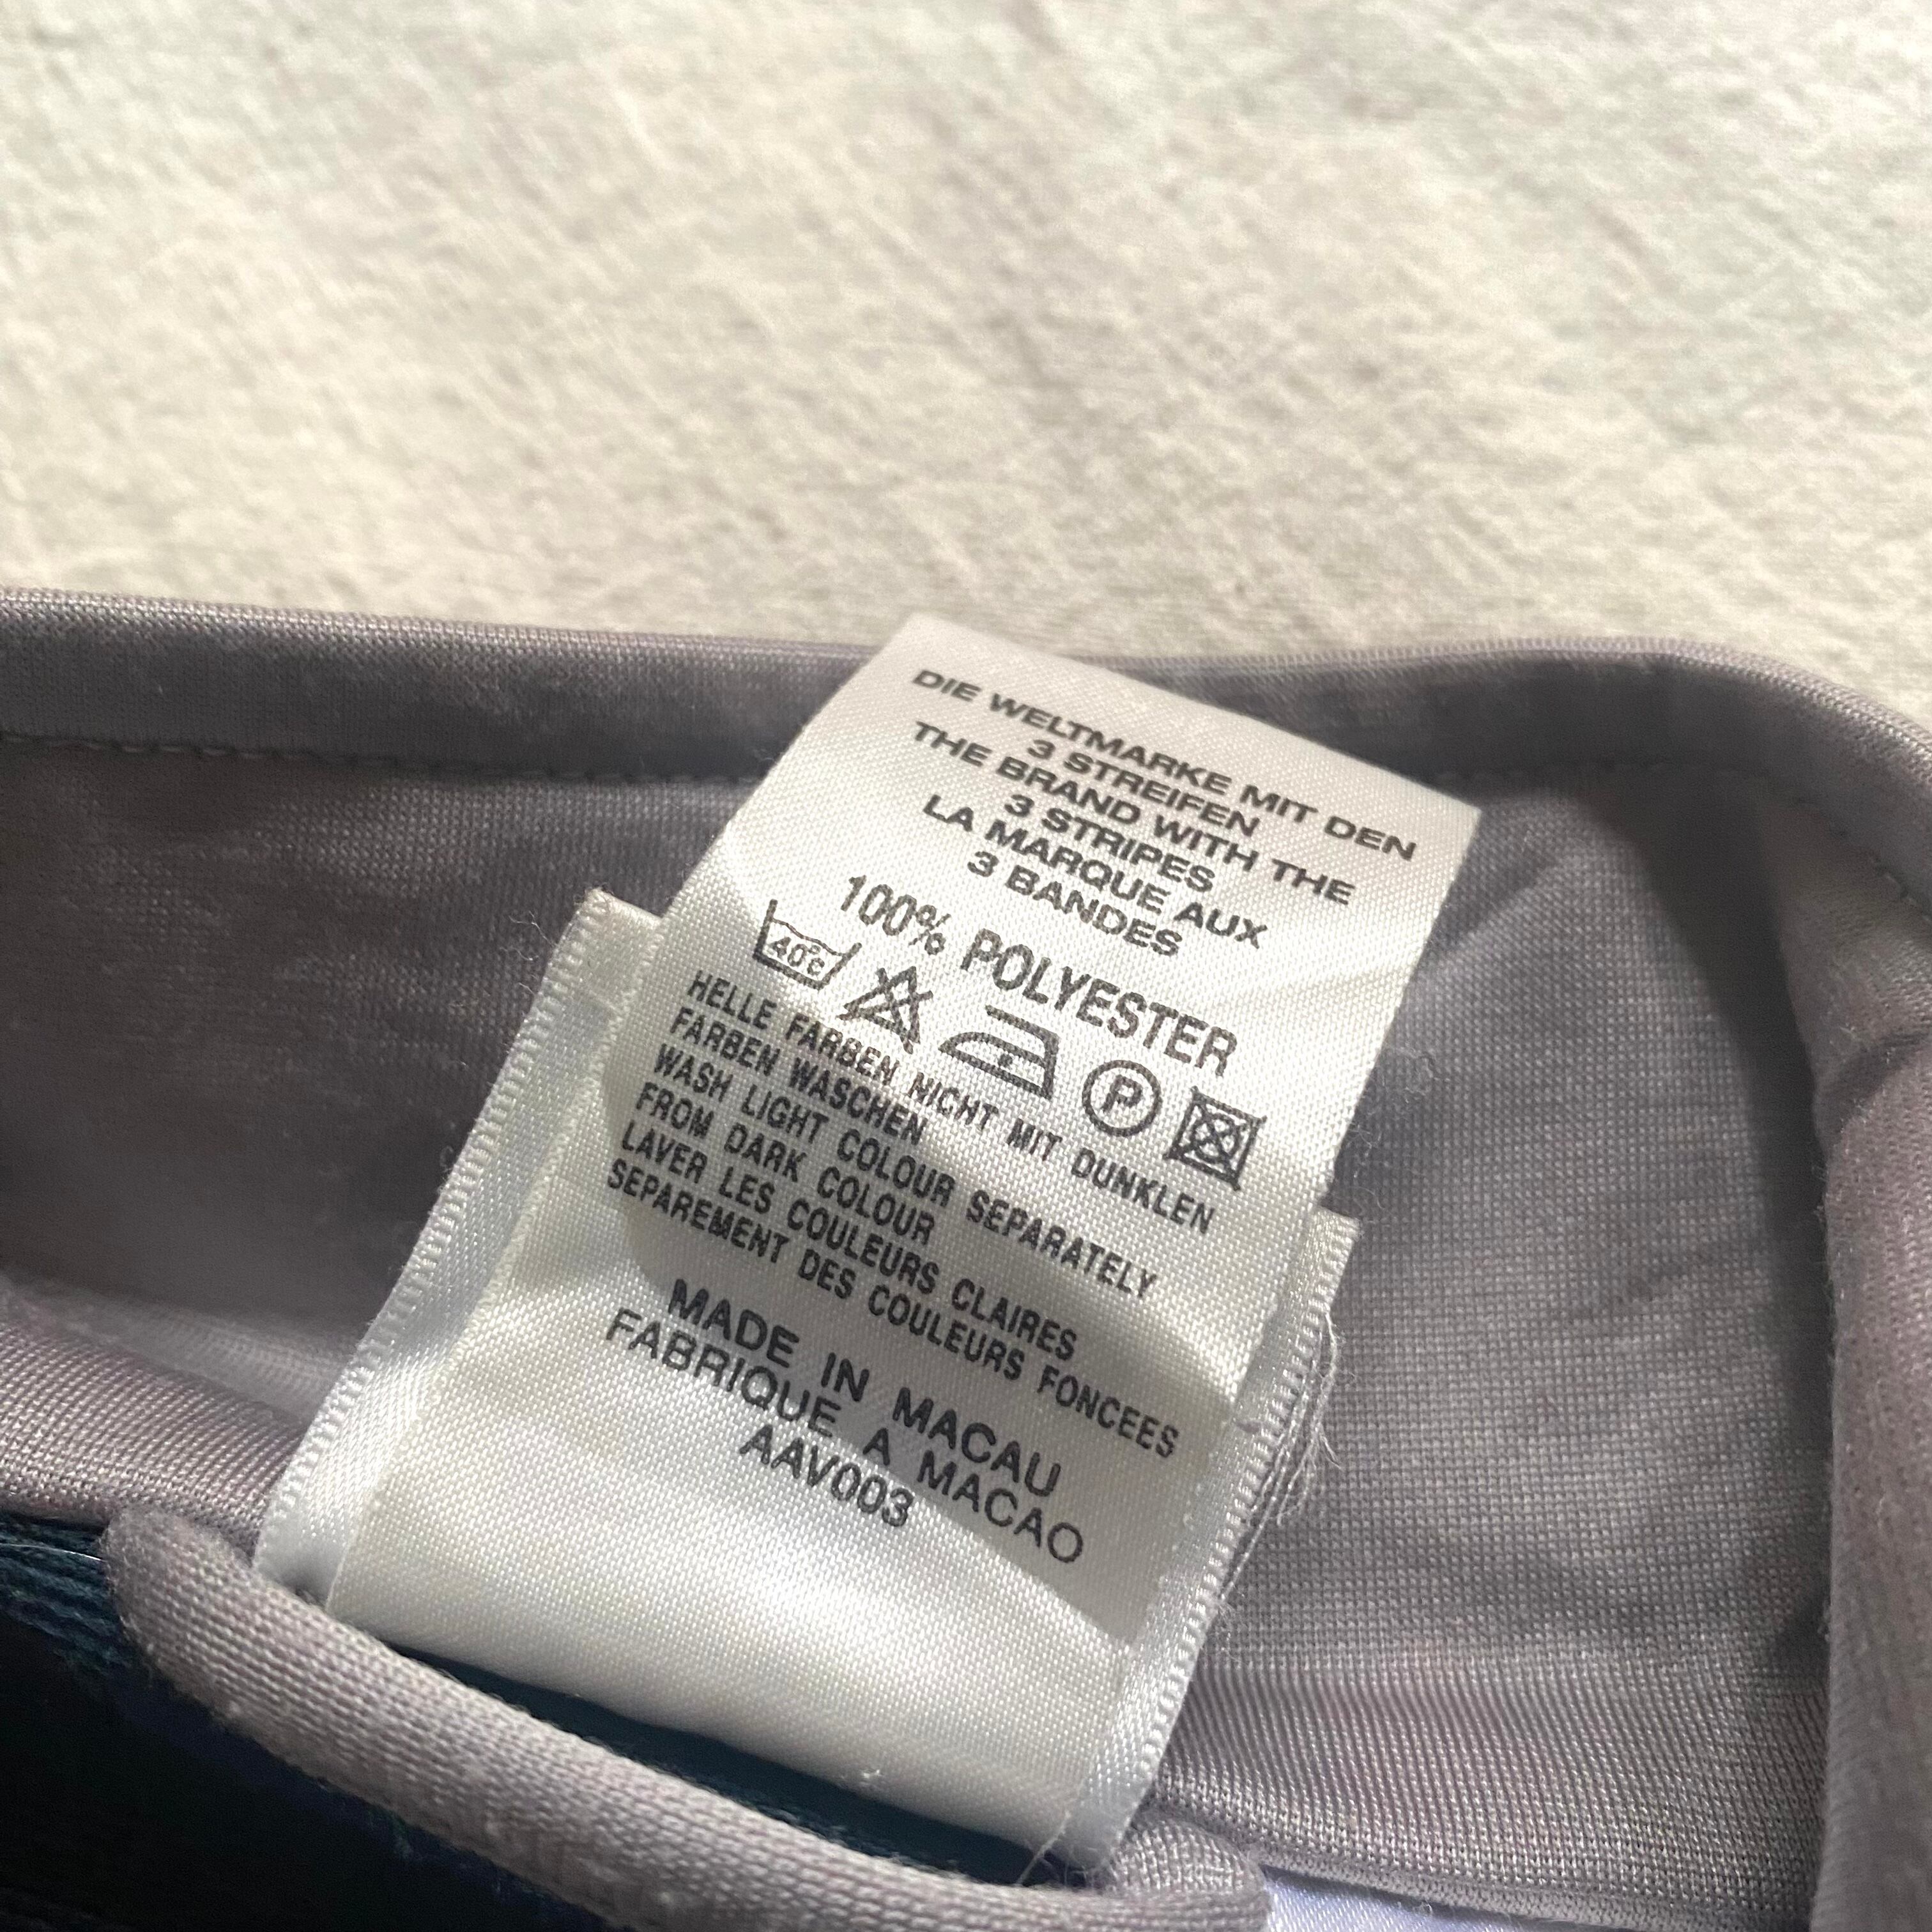 DIE WELTMARKE MIT DEN
3 STREIFEN
THE BRAND WITH THE
3 STRIPES
LA MARQUE AUX
3 BANDES
100% POLYESTER
40°C P
HELLE FARBEN NICHT MIT DUNKLEN
FARBEN WASCHEN
WASH LIGHT COLOUR SEPARATELY
FROM DARK COLOUR
LAVER LES COULEURS CLAIRES
SEPAREMENT DES COULEURS FONCEES
MADE IN MACAU
FABRIQUE A MACAO
AAV003